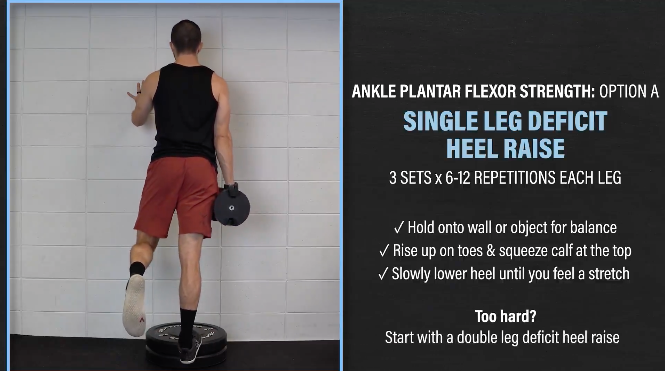 ANKLE PLANTAR FLEXOR STRENGTH: OPTION A
SINGLE LEG DEFICIT
HEEL RAISE
3 SETS x 6-12 REPETITIONS EACH LEG
✓ Hold onto wall or object for balance
✓ Rise up on toes & squeeze calf at the top
✓ Slowly lower heel until you feel a stretch
Too hard?
Start with a double leg deficit heel raise